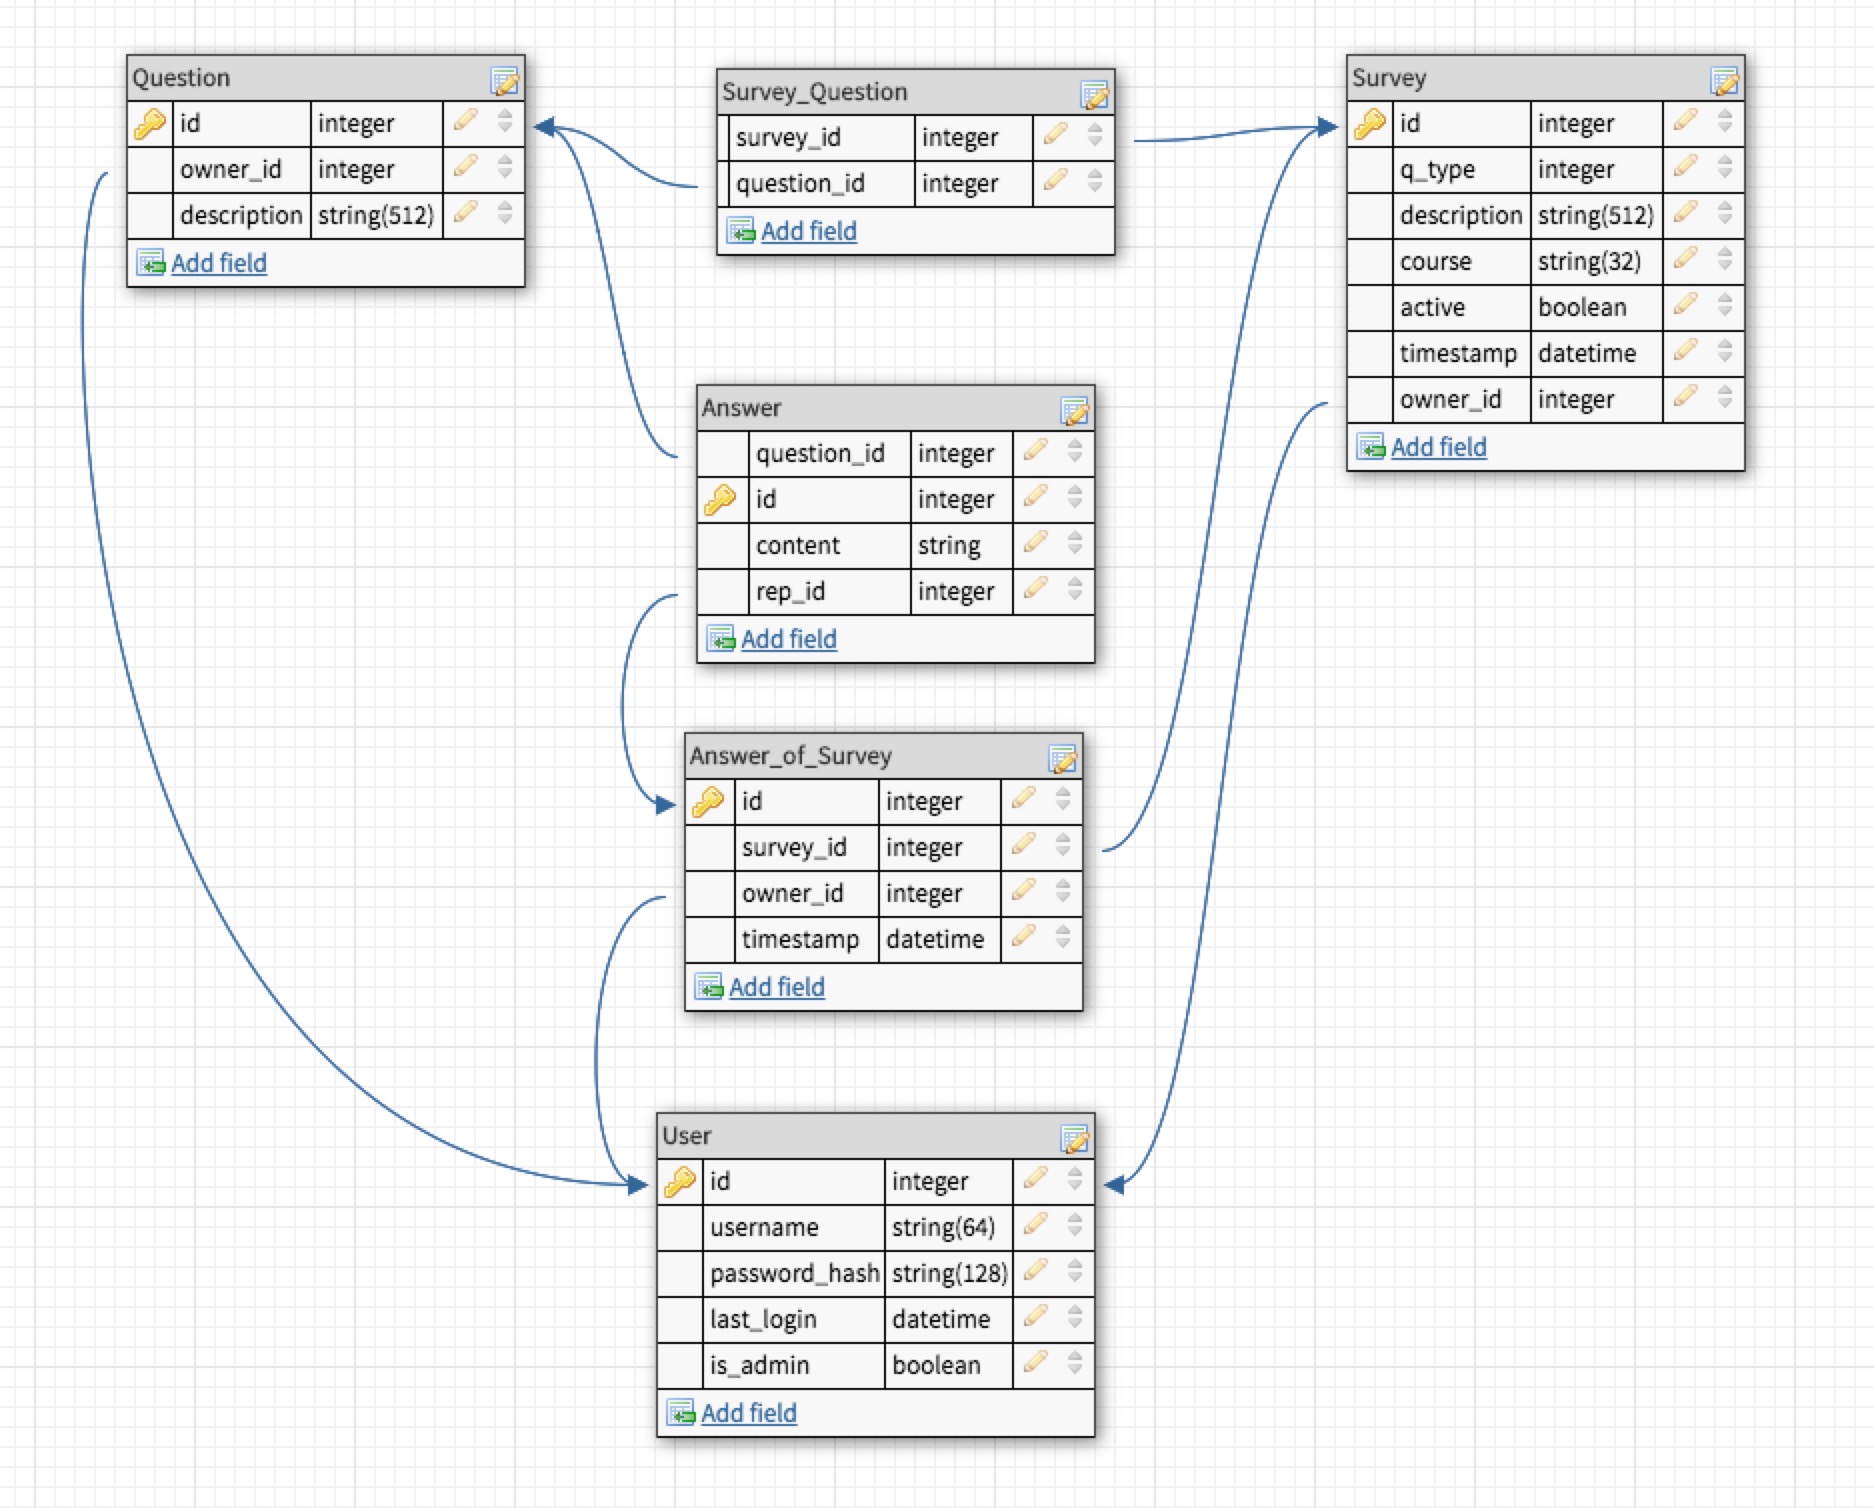 Question
id integer
owner_id integer
description string(512)
Add field
Survey_Question
survey_id integer
question_id integer
Add field
Survey
id integer
q_type integer
description string(512)
course string(32)
active boolean
timestamp datetime
owner_id integer
Add field
Answer
question_id integer
id integer
content string
rep_id integer
Add field
Answer_of_Survey
id integer
survey_id integer
owner_id integer
timestamp datetime
Add field
User
id integer
username string(64)
password_hash string(128)
last_login datetime
is_admin boolean
Add field